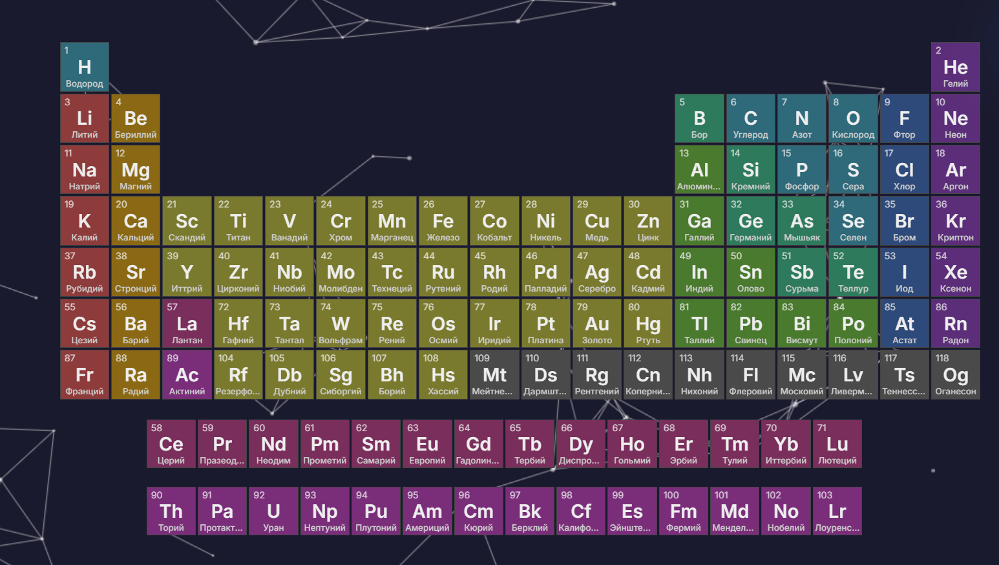 1 2
H He
Водород Гелий
3 4 5 6 7 8 9 10
Li Be B C N O F Ne
Литий Бериллий Бор Углерод Азот Кислород Фтор Неон
11 12 13 14 15 16 17 18
Na Mg Al Si P S Cl Ar
Натрий Магний Алюмин... Кремний Фосфор Сера Хлор Аргон
19 20 21 22 23 24 25 26 27 28 29 30 31 32 33 34 35 36
K Ca Sc Ti V Cr Mn Fe Co Ni Cu Zn Ga Ge As Se Br Kr
Калий Кальций Скандий Титан Ванадий Хром Марганец Железо Кобальт Никель Медь Цинк Галлий Германий Мышьяк Селен Бром Криптон
37 38 39 40 41 42 43 44 45 46 47 48 49 50 51 52 53 54
Rb Sr Y Zr Nb Mo Tc Ru Rh Pd Ag Cd In Sn Sb Te I Xe
Рубидий Стронций Иттрий Цирконий Ниобий Молибден Технеций Рутений Родий Палладий Серебро Кадмий Индий Олово Сурьма Теллур Иод Ксенон
55 56 57 72 73 74 75 76 77 78 79 80 81 82 83 84 85 86
Cs Ba La Hf Ta W Re Os Ir Pt Au Hg Tl Pb Bi Po At Rn
Цезий Барий Лантан Гафний Тантал Вольфрам Рений Осмий Иридий Платина Золото Ртуть Таллий Свинец Висмут Полоний Астат Радон
87 88 89 104 105 106 107 108 109 110 111 112 113 114 115 116 117 118
Fr Ra Ac Rf Db Sg Bh Hs Mt Ds Rg Cn Nh Fl Mc Lv Ts Og
Франций Радий Актиний Резерфо... Дубний Сиборгий Борий Хассий Мейтне... Дармшт... Рентгений Коперни... Нихоний Флеровий Московий Ливерм... Теннесс... Оганесон
58 59 60 61 62 63 64 65 66 67 68 69 70 71
Ce Pr Nd Pm Sm Eu Gd Tb Dy Ho Er Tm Yb Lu
Церий Празеод... Неодим Прометий Самарий Европий Гадолин... Тербий Диспро... Гольмий Эрбий Тулий Иттербий Лютеций
90 91 92 93 94 95 96 97 98 99 100 101 102 103
Th Pa U Np Pu Am Cm Bk Cf Es Fm Md No Lr
Торий Протакт... Уран Нептуний Плутоний Америций Кюрий Берклий Калифо... Эйнште... Фермий Мендел... Нобелий Лоуренс...